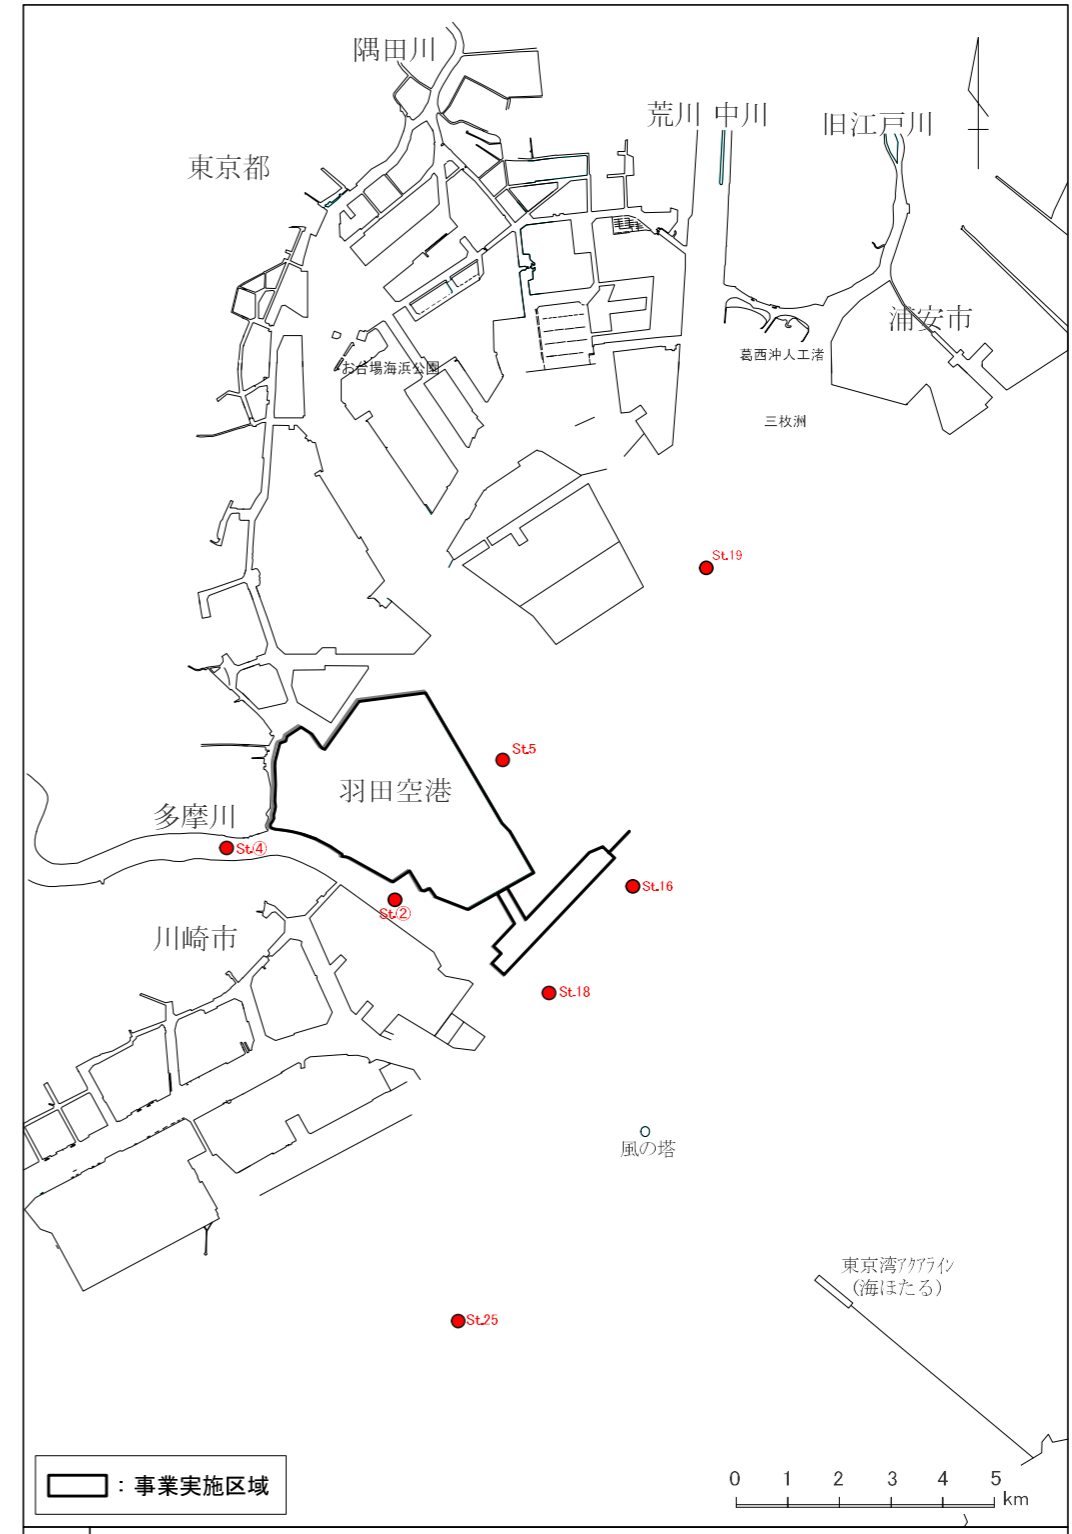 隅田川
荒川 中川
旧江戸川
東京都
浦安市
葛西沖人工渚
お台場海浜公園
三枚洲
St.19
St.5
羽田空港
多摩川
St.④
St.16
St.②
川崎市
St.18
風の塔
東京湾アクアライン
(海ほたる)
St.25
: 事業実施区域
0 1 2 3 4 5
km